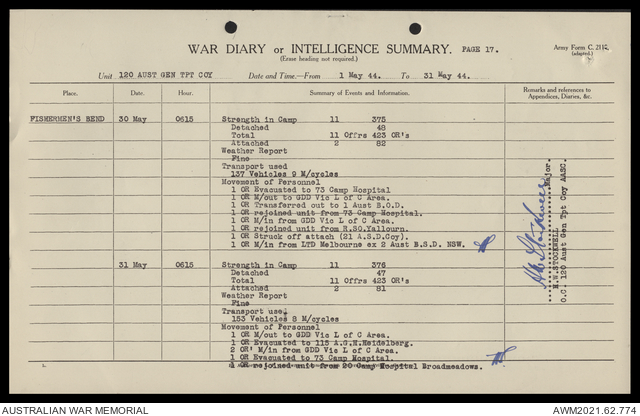 WAR DIARY or INTELLIGENCE SUMMARY. PAGE 17.
(Erase heading not required.)
Army Form C.
(adapted.)
Unit 120 AUST GEN TPT COY Date and Time.—From 1 May 44. To 31 May 44.
Place. Date. Hour. Summary of Events and Information. Remarks and references to Appendices, Diaries, &c.
FISHERMEN'S BEND 30 May 0615 Strength in Camp 11 375
Detached 48
Total 11 Offrs 423 OR's
Attached 2 82
Weather Report
Fine
Transport used
137 Vehicles 9 M/cycles
Movement of Personnel
1 OR Evacuated to 73 Camp Hospital
1 OR M/out to GDD Vic L of C Area.
1 OR Transferred out to 1 Aust B.O.D.
1 OR rejoined unit from 73 Camp Hospital.
1 OR M/in from GDD Vic L of C Area.
1 OR rejoined unit from R.SO.Yallourn.
1 OR Struck off attach (21 A.S.D.Coy).
1 OR M/in from LTD Melbourne ex 2 Aust B.S.D. NSW.
31 May 0615 Strength in Camp 11 376
Detached 47
Total 11 Offrs 423 OR's
Attached 2 81
Weather Report
Fine
Transport used
153 Vehicles 8 M/cycles
Movement of Personnel
1 OR M/out to GDD Vic L of C Area.
1 OR Evacuated to 115 A.G.H.Heidelberg.
2 OR' M/in from GDD Vic L of C Area.
1 OR Evacuated to 73 Camp Hospital.
1 OR rejoined unit from 20 Camp Hospital Broadmeadows.
Major.
H.W.STOCKWELL
O.C. 120 Aust Gen Tpt Coy AASC.
AUSTRALIAN WAR MEMORIAL
AWM2021.62.774